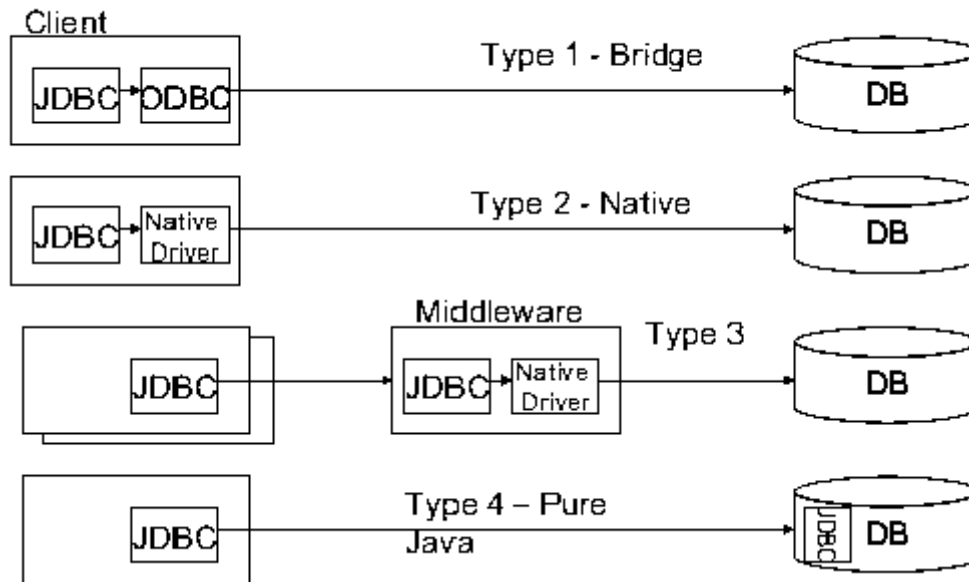 Client
JDBC
ODBC
Type 1 - Bridge
DB
JDBC
Native
Driver
Type 2 - Native
DB
Middleware
JDBC
JDBC
Native
Driver
Type 3
DB
JDBC
Type 4 – Pure
Java
JDBC
DB